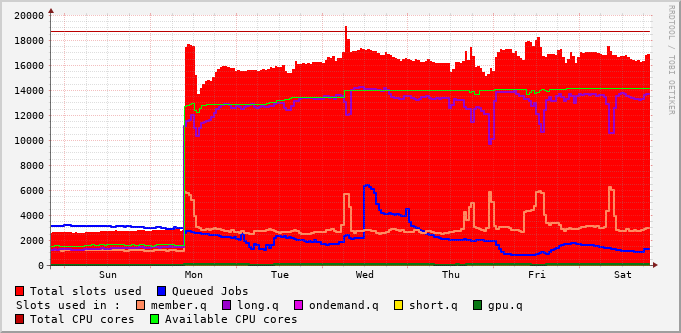 20000
18000
16000
14000
12000
10000
8000
6000
4000
2000
0
Sun Mon Tue Wed Thu Fri Sat
RRDTOOL / TOBI OETIKER
Total slots used Queued Jobs
Slots used in : member.q long.q ondemand.q short.q gpu.q
Total CPU cores Available CPU cores